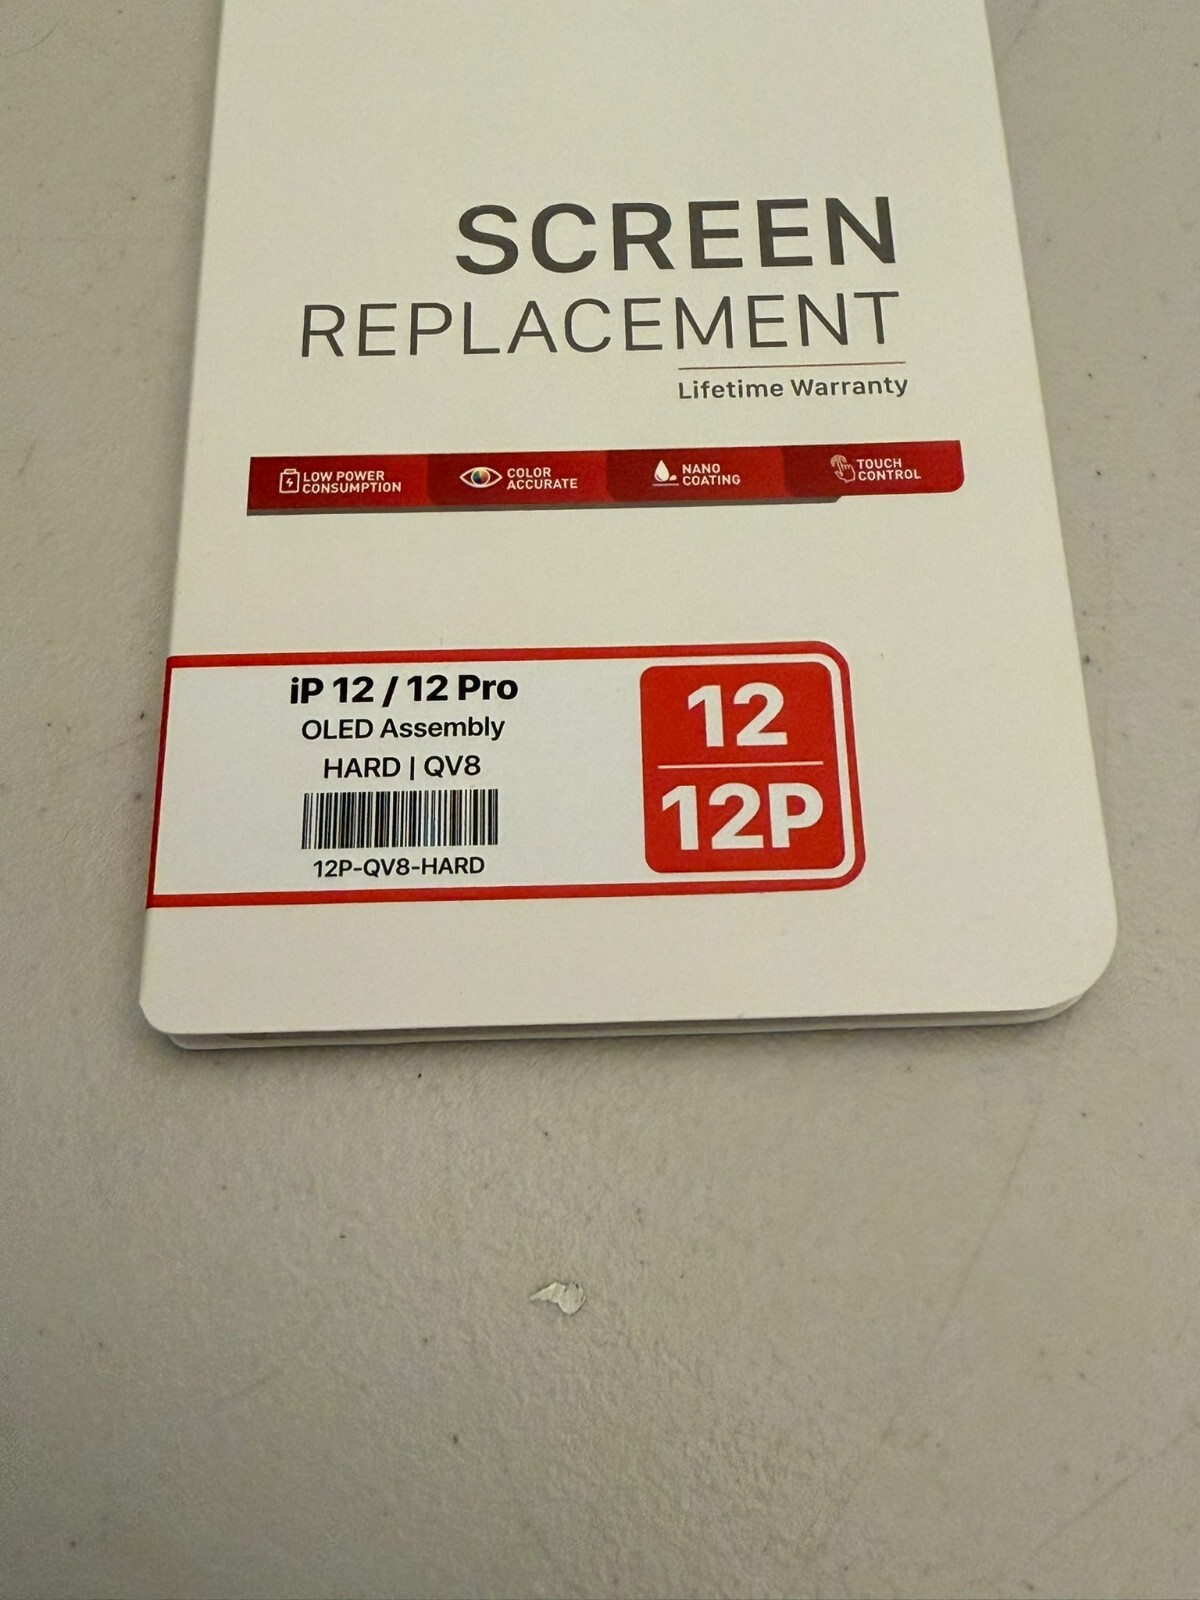 SCREEN
REPLACEMENT
Lifetime Warranty
LOW POWER
CONSUMPTION
COLOR
ACCURATE
NANO
COATING
TOUCH
CONTROL
iP 12 / 12 Pro
OLED Assembly
HARD | QV8
12P-QV8-HARD
12
12P